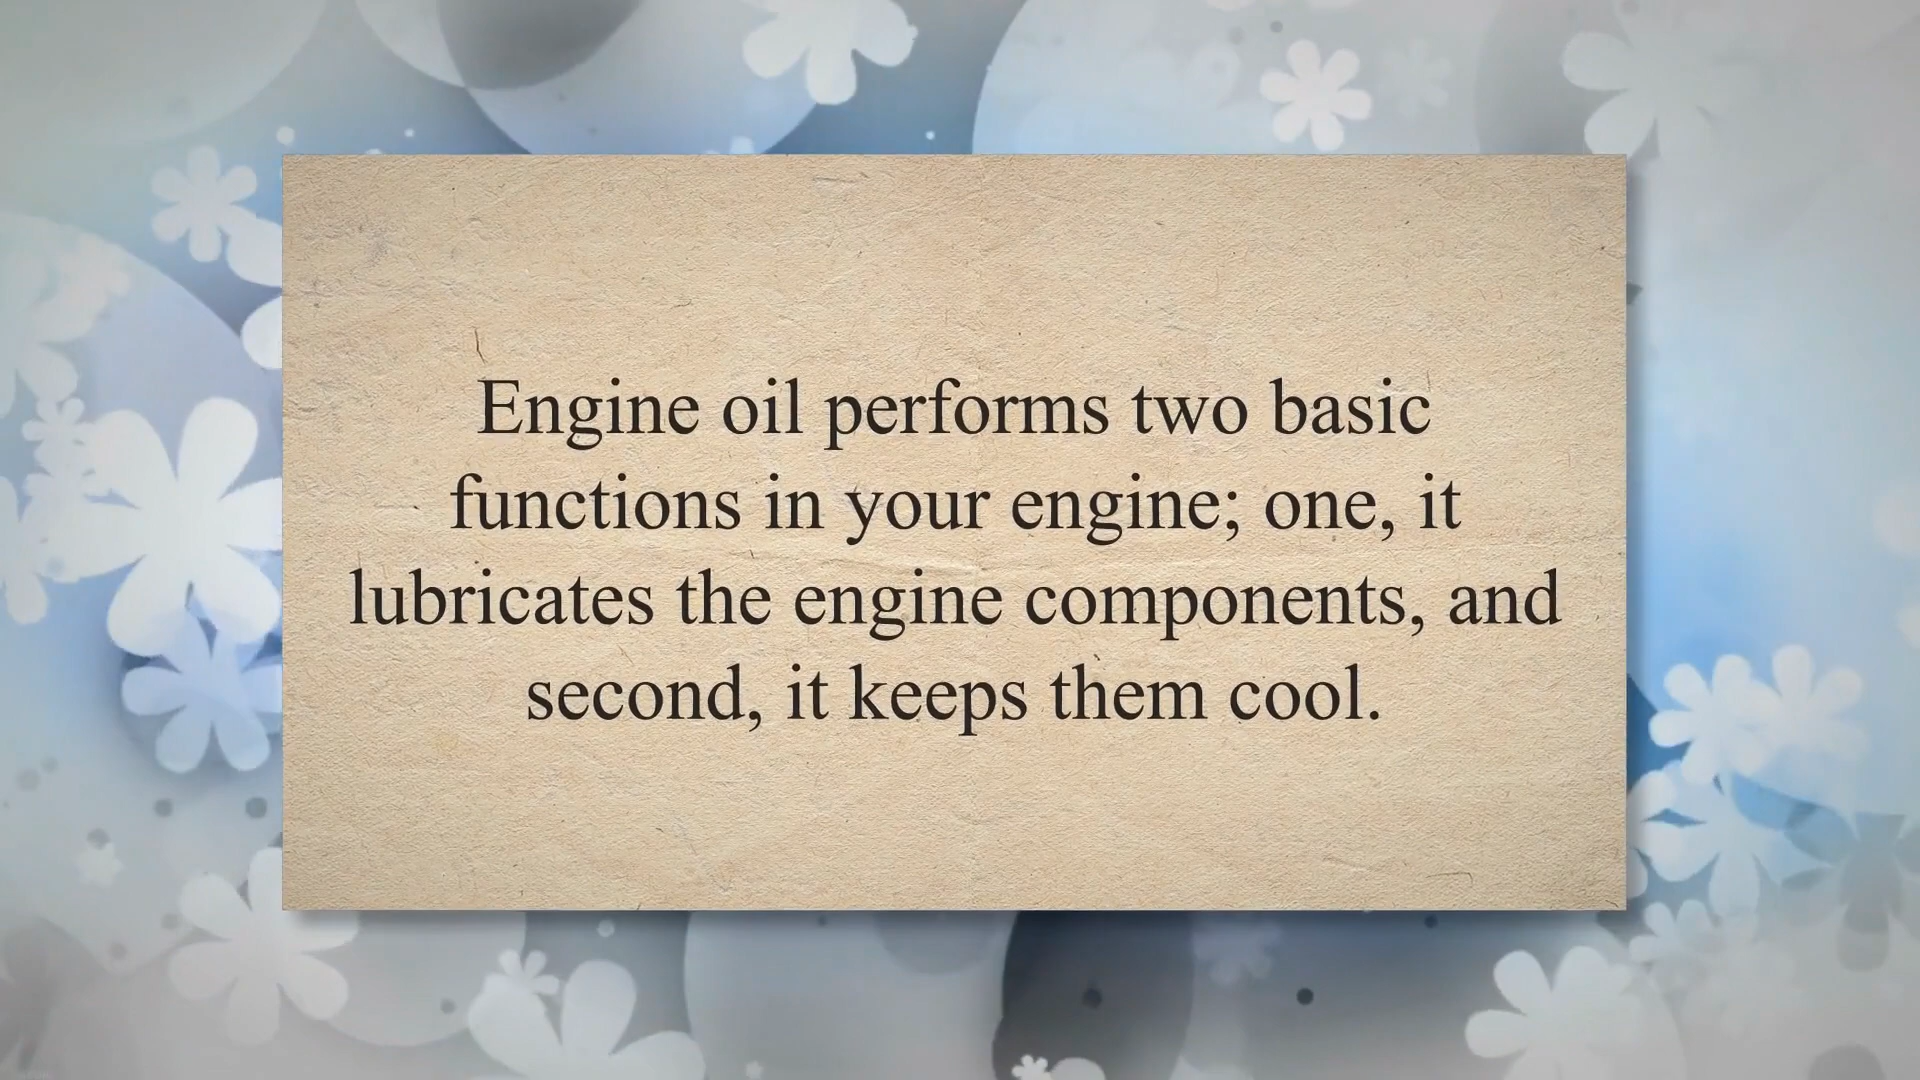 Engine oil performs two basic
functions in your engine; one, it
lubricates the engine components, and
second, it keeps them cool.